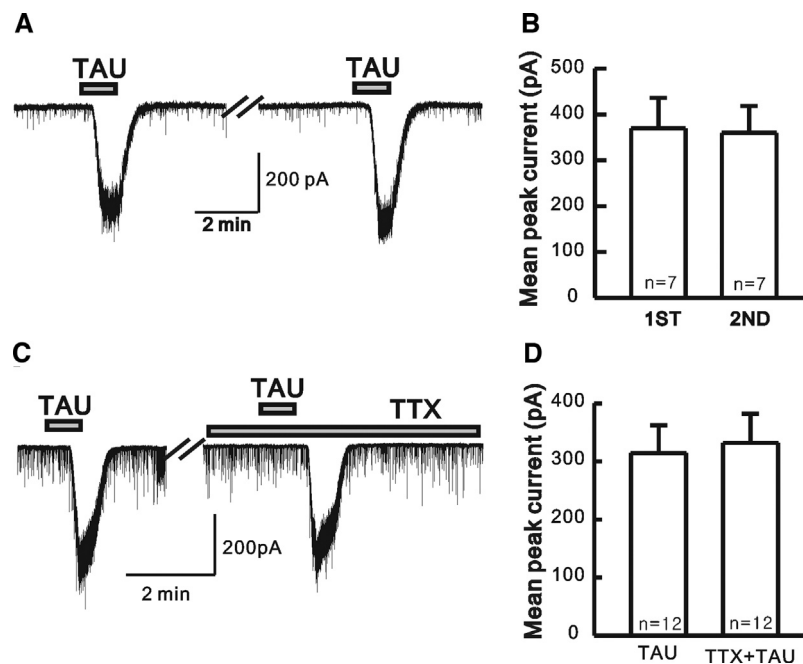 A
TAU
TAU
200 pA
2 min
B
Mean peak current (pA)
500
400
300
200
100
0
n=7
n=7
1ST
2ND
C
TAU
TAU
TTX
200pA
2 min
D
Mean peak current (pA)
400
300
200
100
0
n=12
n=12
TAU
TTX+TAU